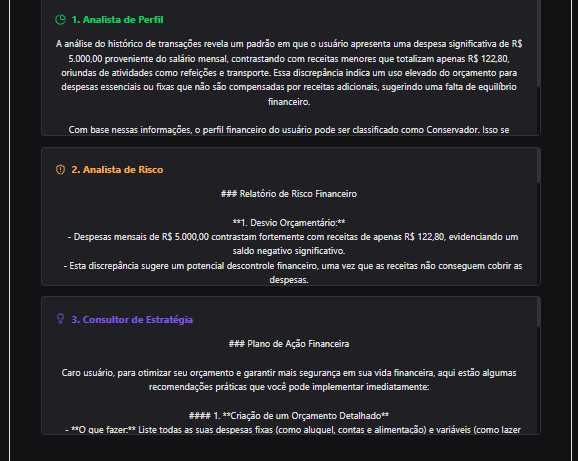 1. Analista de Perfil
A análise do histórico de transações revela um padrão em que o usuário apresenta uma despesa significativa de R$
5.000,00 proveniente do salário mensal, contrastando com receitas menores que totalizam apenas R$ 122,80,
oriundas de atividades como refeições e transporte. Essa discrepância indica um uso elevado do orçamento para
despesas essenciais ou fixas que não são compensadas por receitas adicionais, sugerindo uma falta de equilíbrio
financeiro.
Com base nessas informações, o perfil financeiro do usuário pode ser classificado como Conservador. Isso se
2. Analista de Risco
### Relatório de Risco Financeiro
**1. Desvio Orçamentário:**
- Despesas mensais de R$ 5.000,00 contrastam fortemente com receitas de apenas R$ 122,80, evidenciando um
saldo negativo significativo.
- Esta discrepância sugere um potencial descontrole financeiro, uma vez que as receitas não conseguem cobrir as
despesas.
3. Consultor de Estratégia
### Plano de Ação Financeira
Caro usuário, para otimizar seu orçamento e garantir mais segurança em sua vida financeira, aqui estão algumas
recomendações práticas que você pode implementar imediatamente:
#### 1. **Criação de um Orçamento Detalhado**
- **O que fazer:** Liste todas as suas despesas fixas (como aluguel, contas e alimentação) e variáveis (como lazer